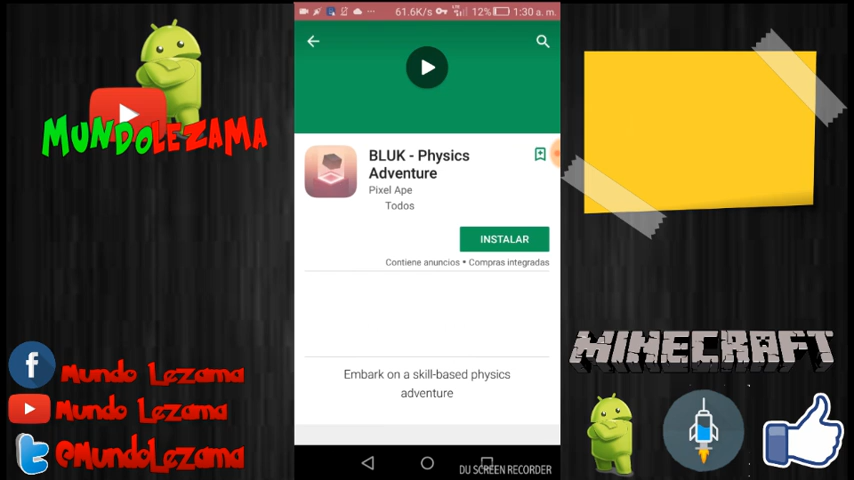 61.6K/s 12% 1:30 a. m.
MUNDOLEZAMA
BLUK - Physics
Adventure
Pixel Ape
Todos
INSTALAR
Contiene anuncios • Compras integradas
Embark on a skill-based physics
adventure
MINECRAFT
Mundo Lezama
Mundo Lezama
@MundoLezama
DU SCREEN RECORDER